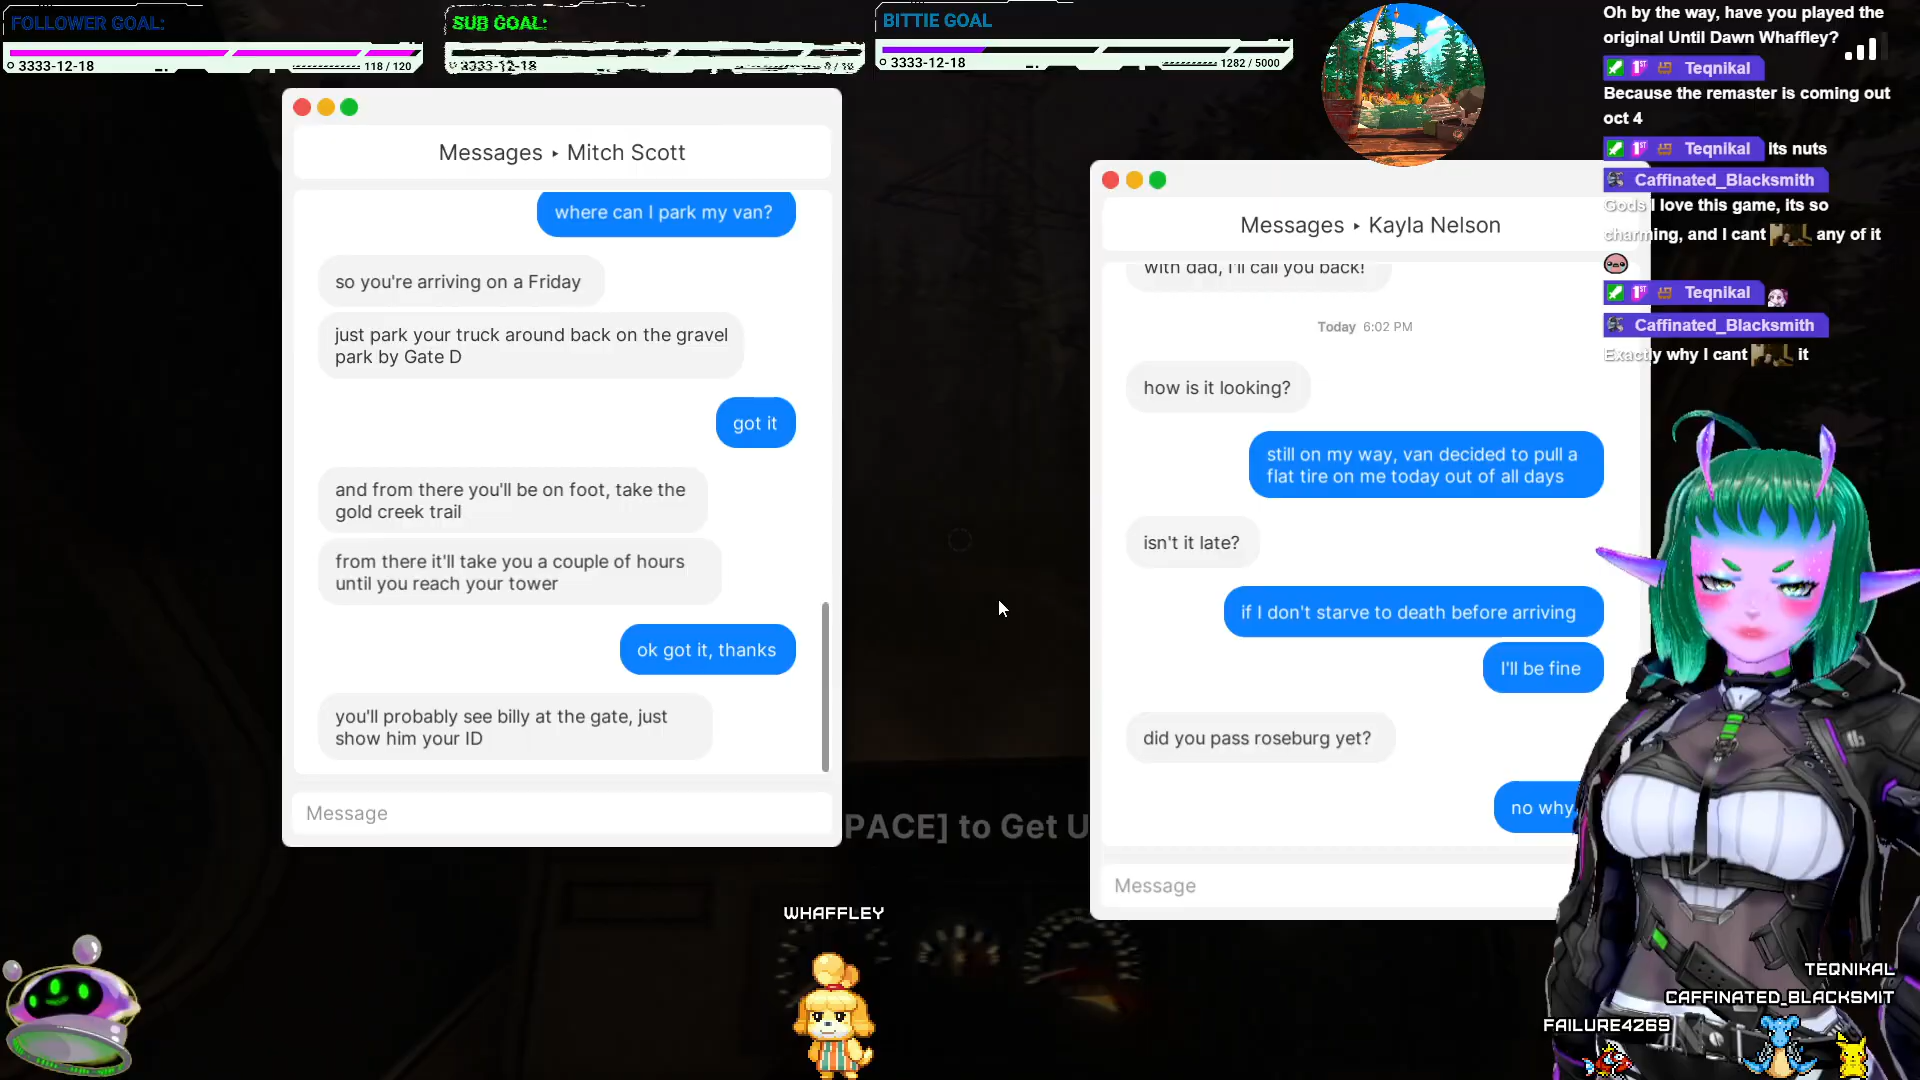 FOLLOWER GOAL:
3333-12-18
118 / 120
SUB GOAL:
3333-12-18
BITTIE GOAL
3333-12-18
1282 / 5000
Messages ▸ Mitch Scott
where can I park my van?
so you're arriving on a Friday
just park your truck around back on the gravel
park by Gate D
got it
and from there you'll be on foot, take the
gold creek trail
from there it'll take you a couple of hours
until you reach your tower
ok got it, thanks
you'll probably see billy at the gate, just
show him your ID
Message
PACE] to Get U
Messages ▸ Kayla Nelson
with dad, I'll call you back!
Today 6:02 PM
how is it looking?
still on my way, van decided to pull a
flat tire on me today out of all days
isn't it late?
if I don't starve to death before arriving
I'll be fine
did you pass roseburg yet?
no why
Message
Oh by the way, have you played the
original Until Dawn Whaffley?
1ST Teqnikal
Because the remaster is coming out
oct 4
1ST Teqnikal its nuts
Caffinated_Blacksmith
Gods I love this game, its so
charming, and I cant any of it
1ST Teqnikal
Caffinated_Blacksmith
Exactly why I cant it
WHAFFLEY
TEQNIKAL
CAFFINATED_BLACKSMIT
FAILURE4269